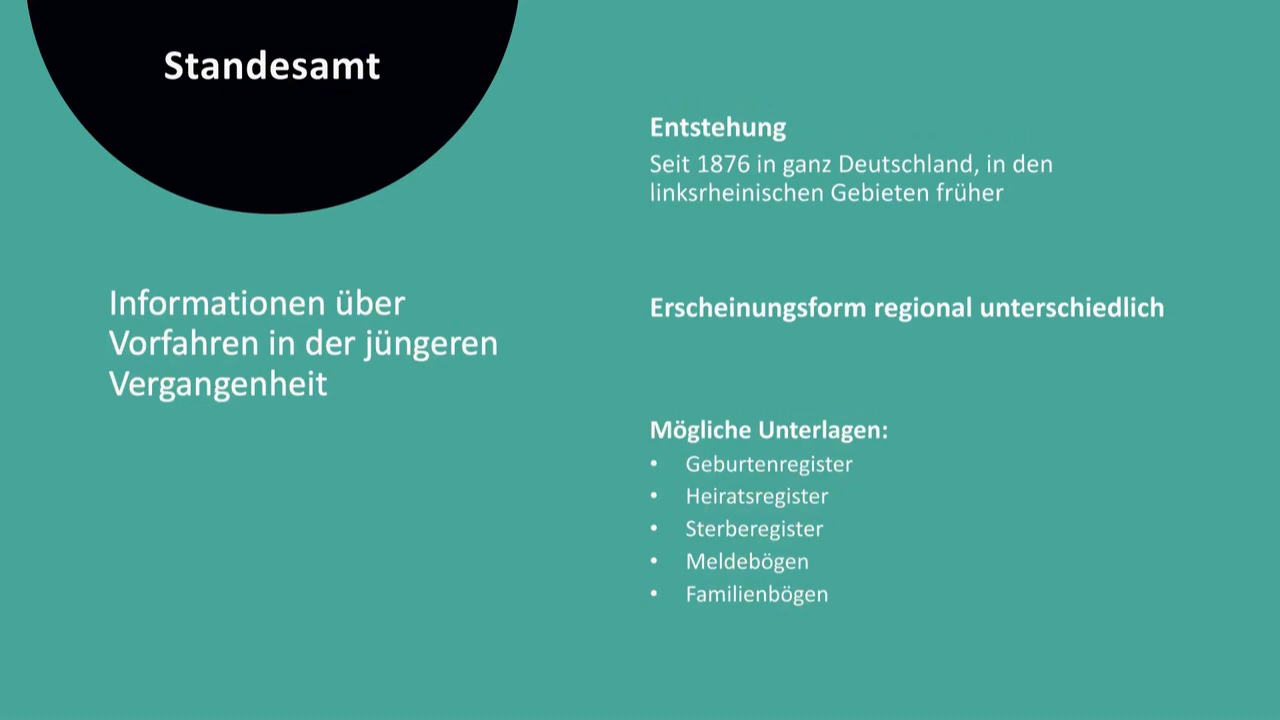 Standesamt
Informationen über
Vorfahren in der jüngeren
Vergangenheit
Entstehung
Seit 1876 in ganz Deutschland, in den
linksrheinischen Gebieten früher
Erscheinungsform regional unterschiedlich
Mögliche Unterlagen:
• Geburtenregister
• Heiratsregister
• Sterberegister
• Meldebögen
• Familienbögen